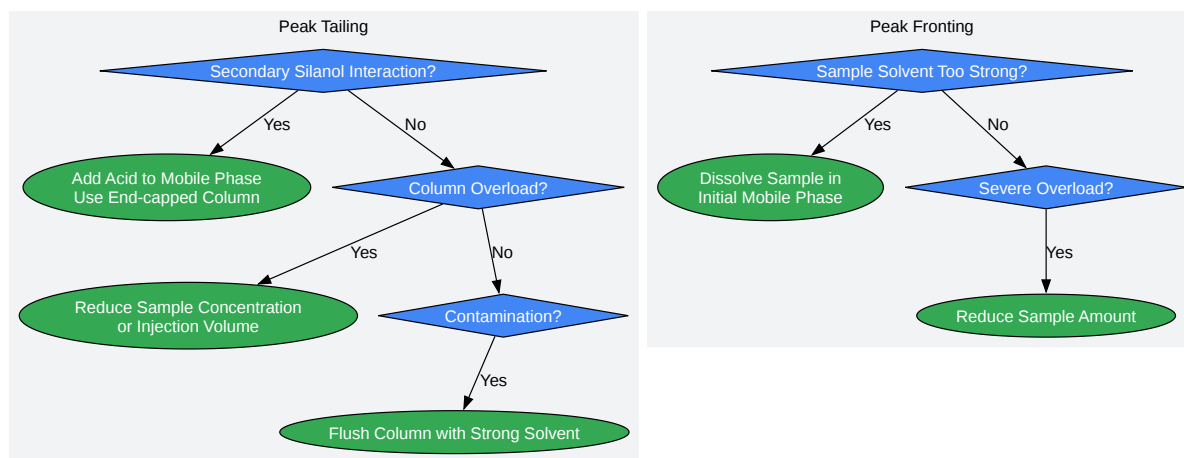 Peak Tailing
Secondary Silanol Interaction?
Yes
No
Add Acid to Mobile Phase
Use End-capped Column
Column Overload?
Yes
No
Reduce Sample Concentration
or Injection Volume
Contamination?
Yes
Flush Column with Strong Solvent
Peak Fronting
Sample Solvent Too Strong?
Yes
No
Dissolve Sample in
Initial Mobile Phase
Severe Overload?
Yes
Reduce Sample Amount